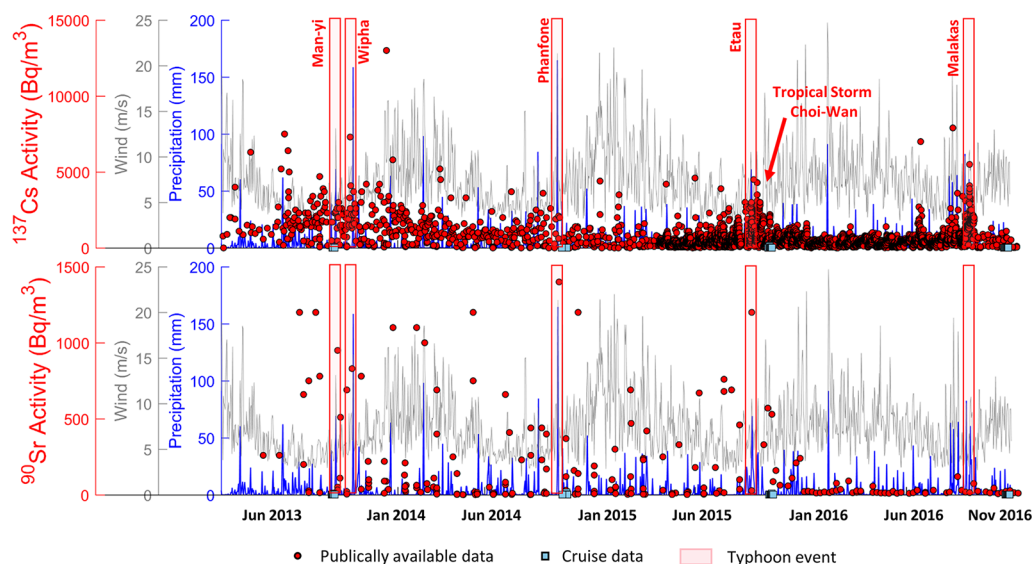 15000
25
200
Man-yi
Wipha
Phanfone
Etau
Malakas
137Cs Activity (Bq/m3)
Wind (m/s)
Precipitation (mm)
20
150
10000
15
Tropical Storm
Choi-Wan
100
10
5000
50
5
0
0
0
1500
25
200
90Sr Activity (Bq/m3)
Wind (m/s)
Precipitation (mm)
20
150
1000
15
100
10
500
50
5
0
0
0
Jun 2013 Jan 2014 Jun 2014 Jan 2015 Jun 2015 Jan 2016 Jun 2016 Nov 2016
Publically available data Cruise data Typhoon event